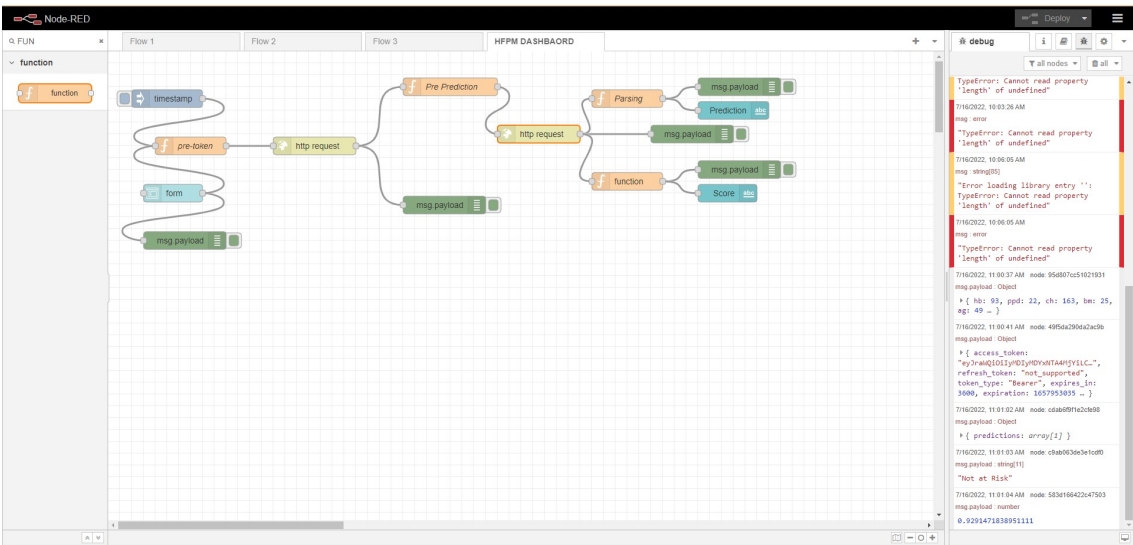 Node-RED
Deploy
FUN
Flow 1
Flow 2
Flow 3
HFPM DASHBAORD
debug
i
all nodes
all
function
function
timestamp
pre-token
http request
form
msg.payload
Pre Prediction
msg.payload
http request
Parsing
msg.payload
Prediction abc
msg.payload
function
msg.payload
Score abc
TypeError: Cannot read property
'length' of undefined"
7/16/2022, 10:03:26 AM
msg : error
"TypeError: Cannot read property
'length' of undefined"
7/16/2022, 10:06:05 AM
msg : string[85]
"Error loading library entry '':
TypeError: Cannot read property
'length' of undefined"
7/16/2022, 10:06:05 AM
msg : error
"TypeError: Cannot read property
'length' of undefined"
7/16/2022, 11:00:37 AM node: 95d807cc51021931
msg.payload : Object
{ hb: 93, ppd: 22, ch: 163, bm: 25,
ag: 49 … }
7/16/2022, 11:00:41 AM node: 49f5da290da2ac9b
msg.payload : Object
{ access_token:
refresh_token: "not_supported",
token_type: "Bearer", expires_in:
3600, expiration: 1657953035 … }
7/16/2022, 11:01:02 AM node: cdab6f9f1e2cfe98
msg.payload : Object
{ predictions: array[1] }
7/16/2022, 11:01:03 AM node: c9ab063de3e1cdf0
msg.payload : string[11]
"Not at Risk"
7/16/2022, 11:01:04 AM node: 583d166422c47503
msg.payload : number
0.9291471838951111